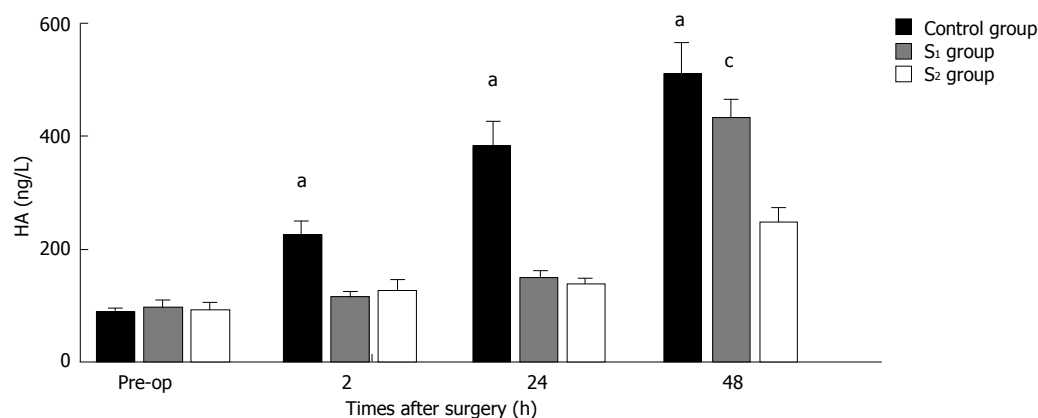 600
400
200
0
HA (ng/L)
a
a
a
c
Pre-op 2 24 48
Times after surgery (h)
Control group
S₁ group
S₂ group